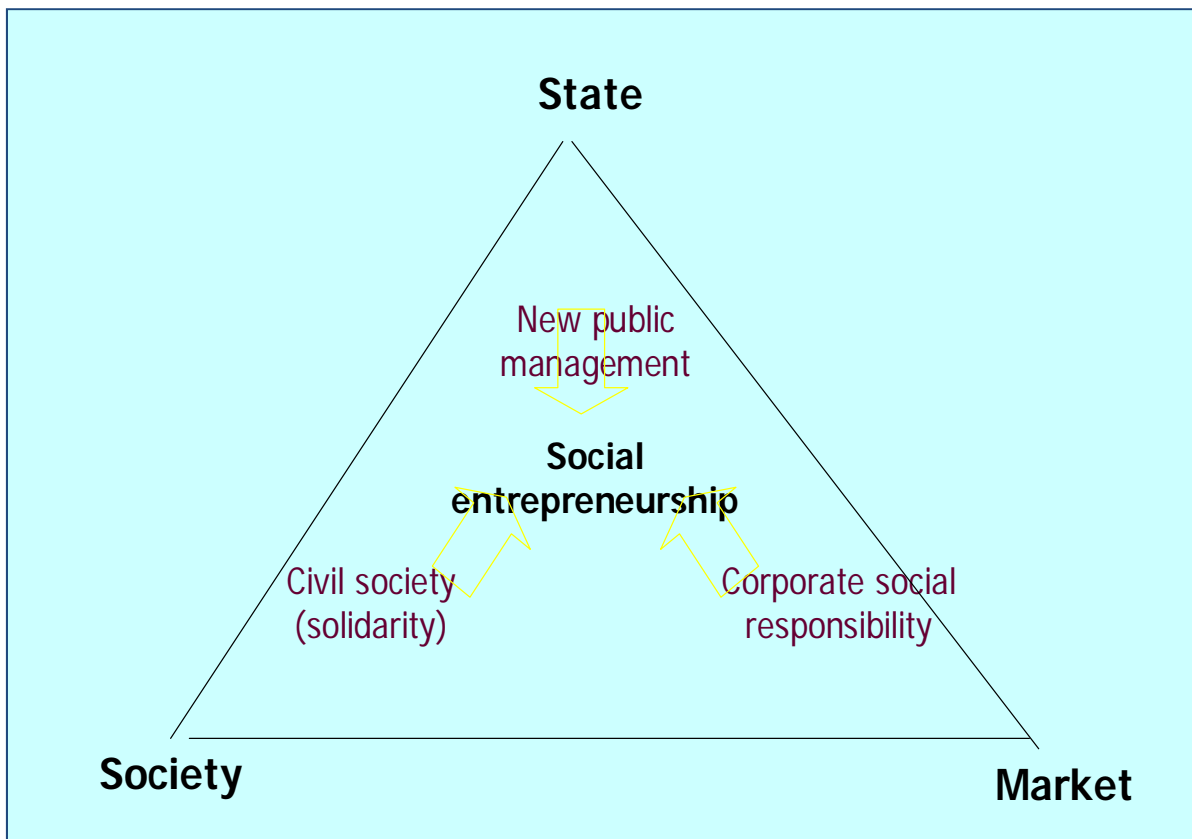 State
New public
management
Social
entrepreneurship
Civil society
(solidarity)
Corporate social
responsibility
Society
Market